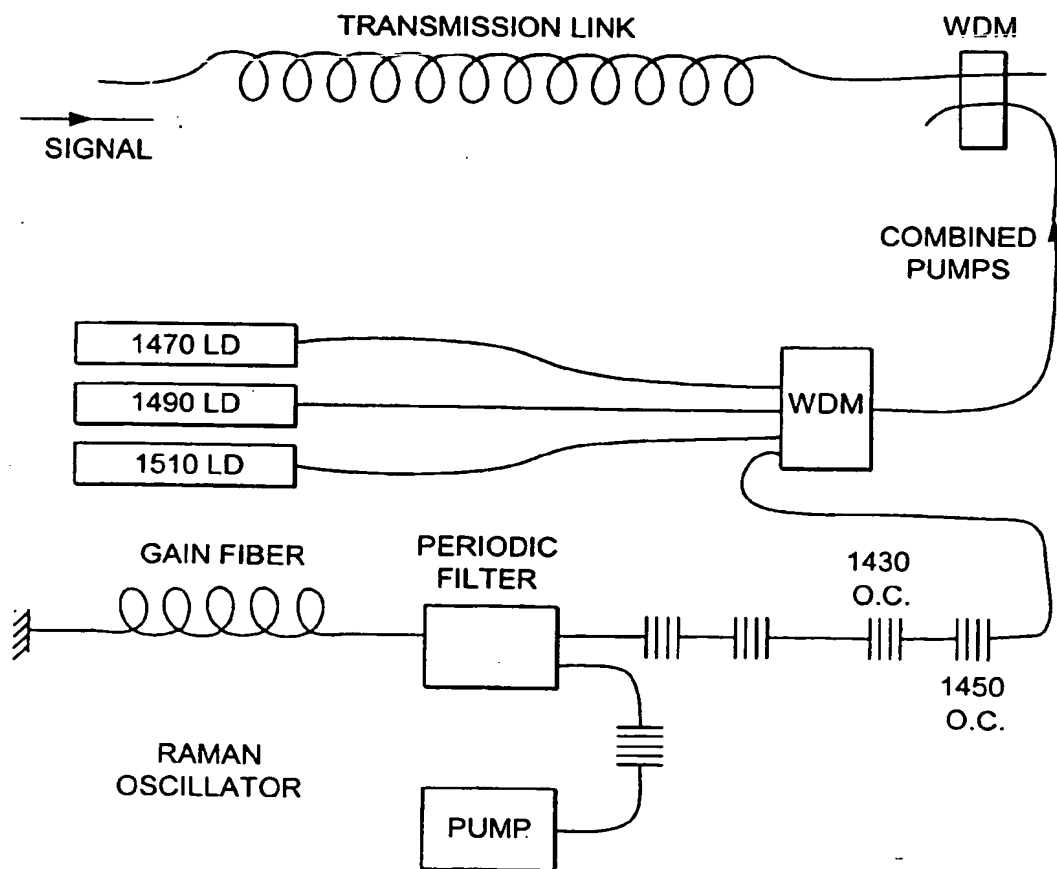 TRANSMISSION LINK
WDM
SIGNAL
COMBINED
PUMPS
1470 LD
1490 LD
1510 LD
WDM
GAIN FIBER
PERIODIC
FILTER
1430
O.C.
1450
O.C.
RAMAN
OSCILLATOR
PUMP